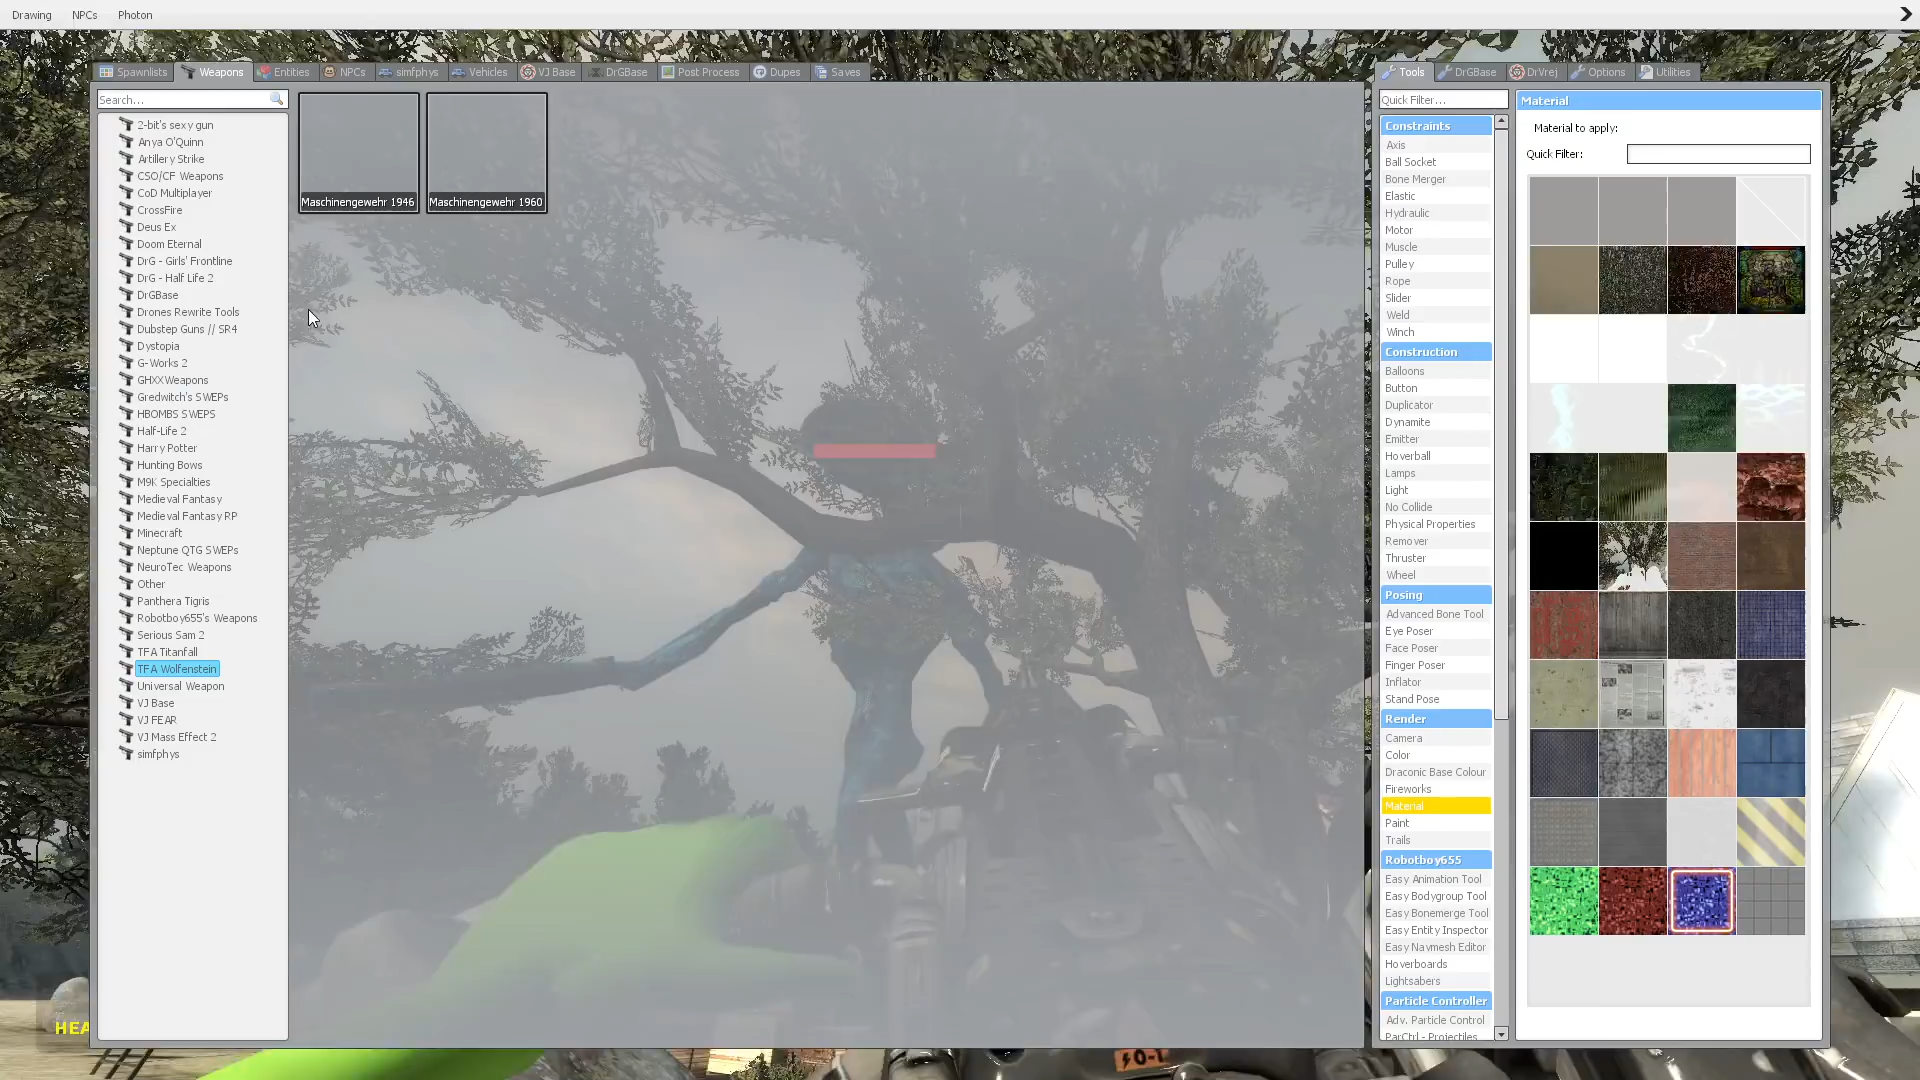 Drawing NPCs Photon
Spawnlists Weapons Entities NPCs simfphys Vehicles VJ Base DrGBase Post Process Dupes Saves
Search...
2-bit's sexy gun
Anya O'Quinn
Artillery Strike
CSO/CF Weapons
CoD Multiplayer
CrossFire
Deus Ex
Doom Eternal
DrG - Girls' Frontline
DrG - Half Life 2
DrGBase
Drones Rewrite Tools
Dubstep Guns // SR4
Dystopia
G-Works 2
GHXXWeapons
Gredwitch's SWEPs
HBOMBS SWEPS
Half-Life 2
Harry Potter
Hunting Bows
M9K Specialties
Medieval Fantasy
Medieval Fantasy RP
Minecraft
Neptune QTG SWEPs
NeuroTec Weapons
Other
Panthera Tigris
Robotboy655's Weapons
Serious Sam 2
TFA Titanfall
TFA Wolfenstein
Universal Weapon
VJ Base
VJ FEAR
VJ Mass Effect 2
simfphys
Maschinengewehr 1946
Maschinengewehr 1960
HEA
Tools DrGBase DrVrej Options Utilities
Quick Filter...
Constraints
Axis
Ball Socket
Bone Merger
Elastic
Hydraulic
Motor
Muscle
Pulley
Rope
Slider
Weld
Winch
Construction
Balloons
Button
Duplicator
Dynamite
Emitter
Hoverball
Lamps
Light
No Collide
Physical Properties
Remover
Thruster
Wheel
Posing
Advanced Bone Tool
Eye Poser
Face Poser
Finger Poser
Inflator
Stand Pose
Render
Camera
Color
Draconic Base Colour
Fireworks
Material
Paint
Trails
Robotboy655
Easy Animation Tool
Easy Bodygroup Tool
Easy Bonemerge Tool
Easy Entity Inspector
Easy Navmesh Editor
Hoverboards
Lightsabers
Particle Controller
Adv. Particle Control
ParCtrl - Projectiles
Material
Material to apply:
Quick Filter: